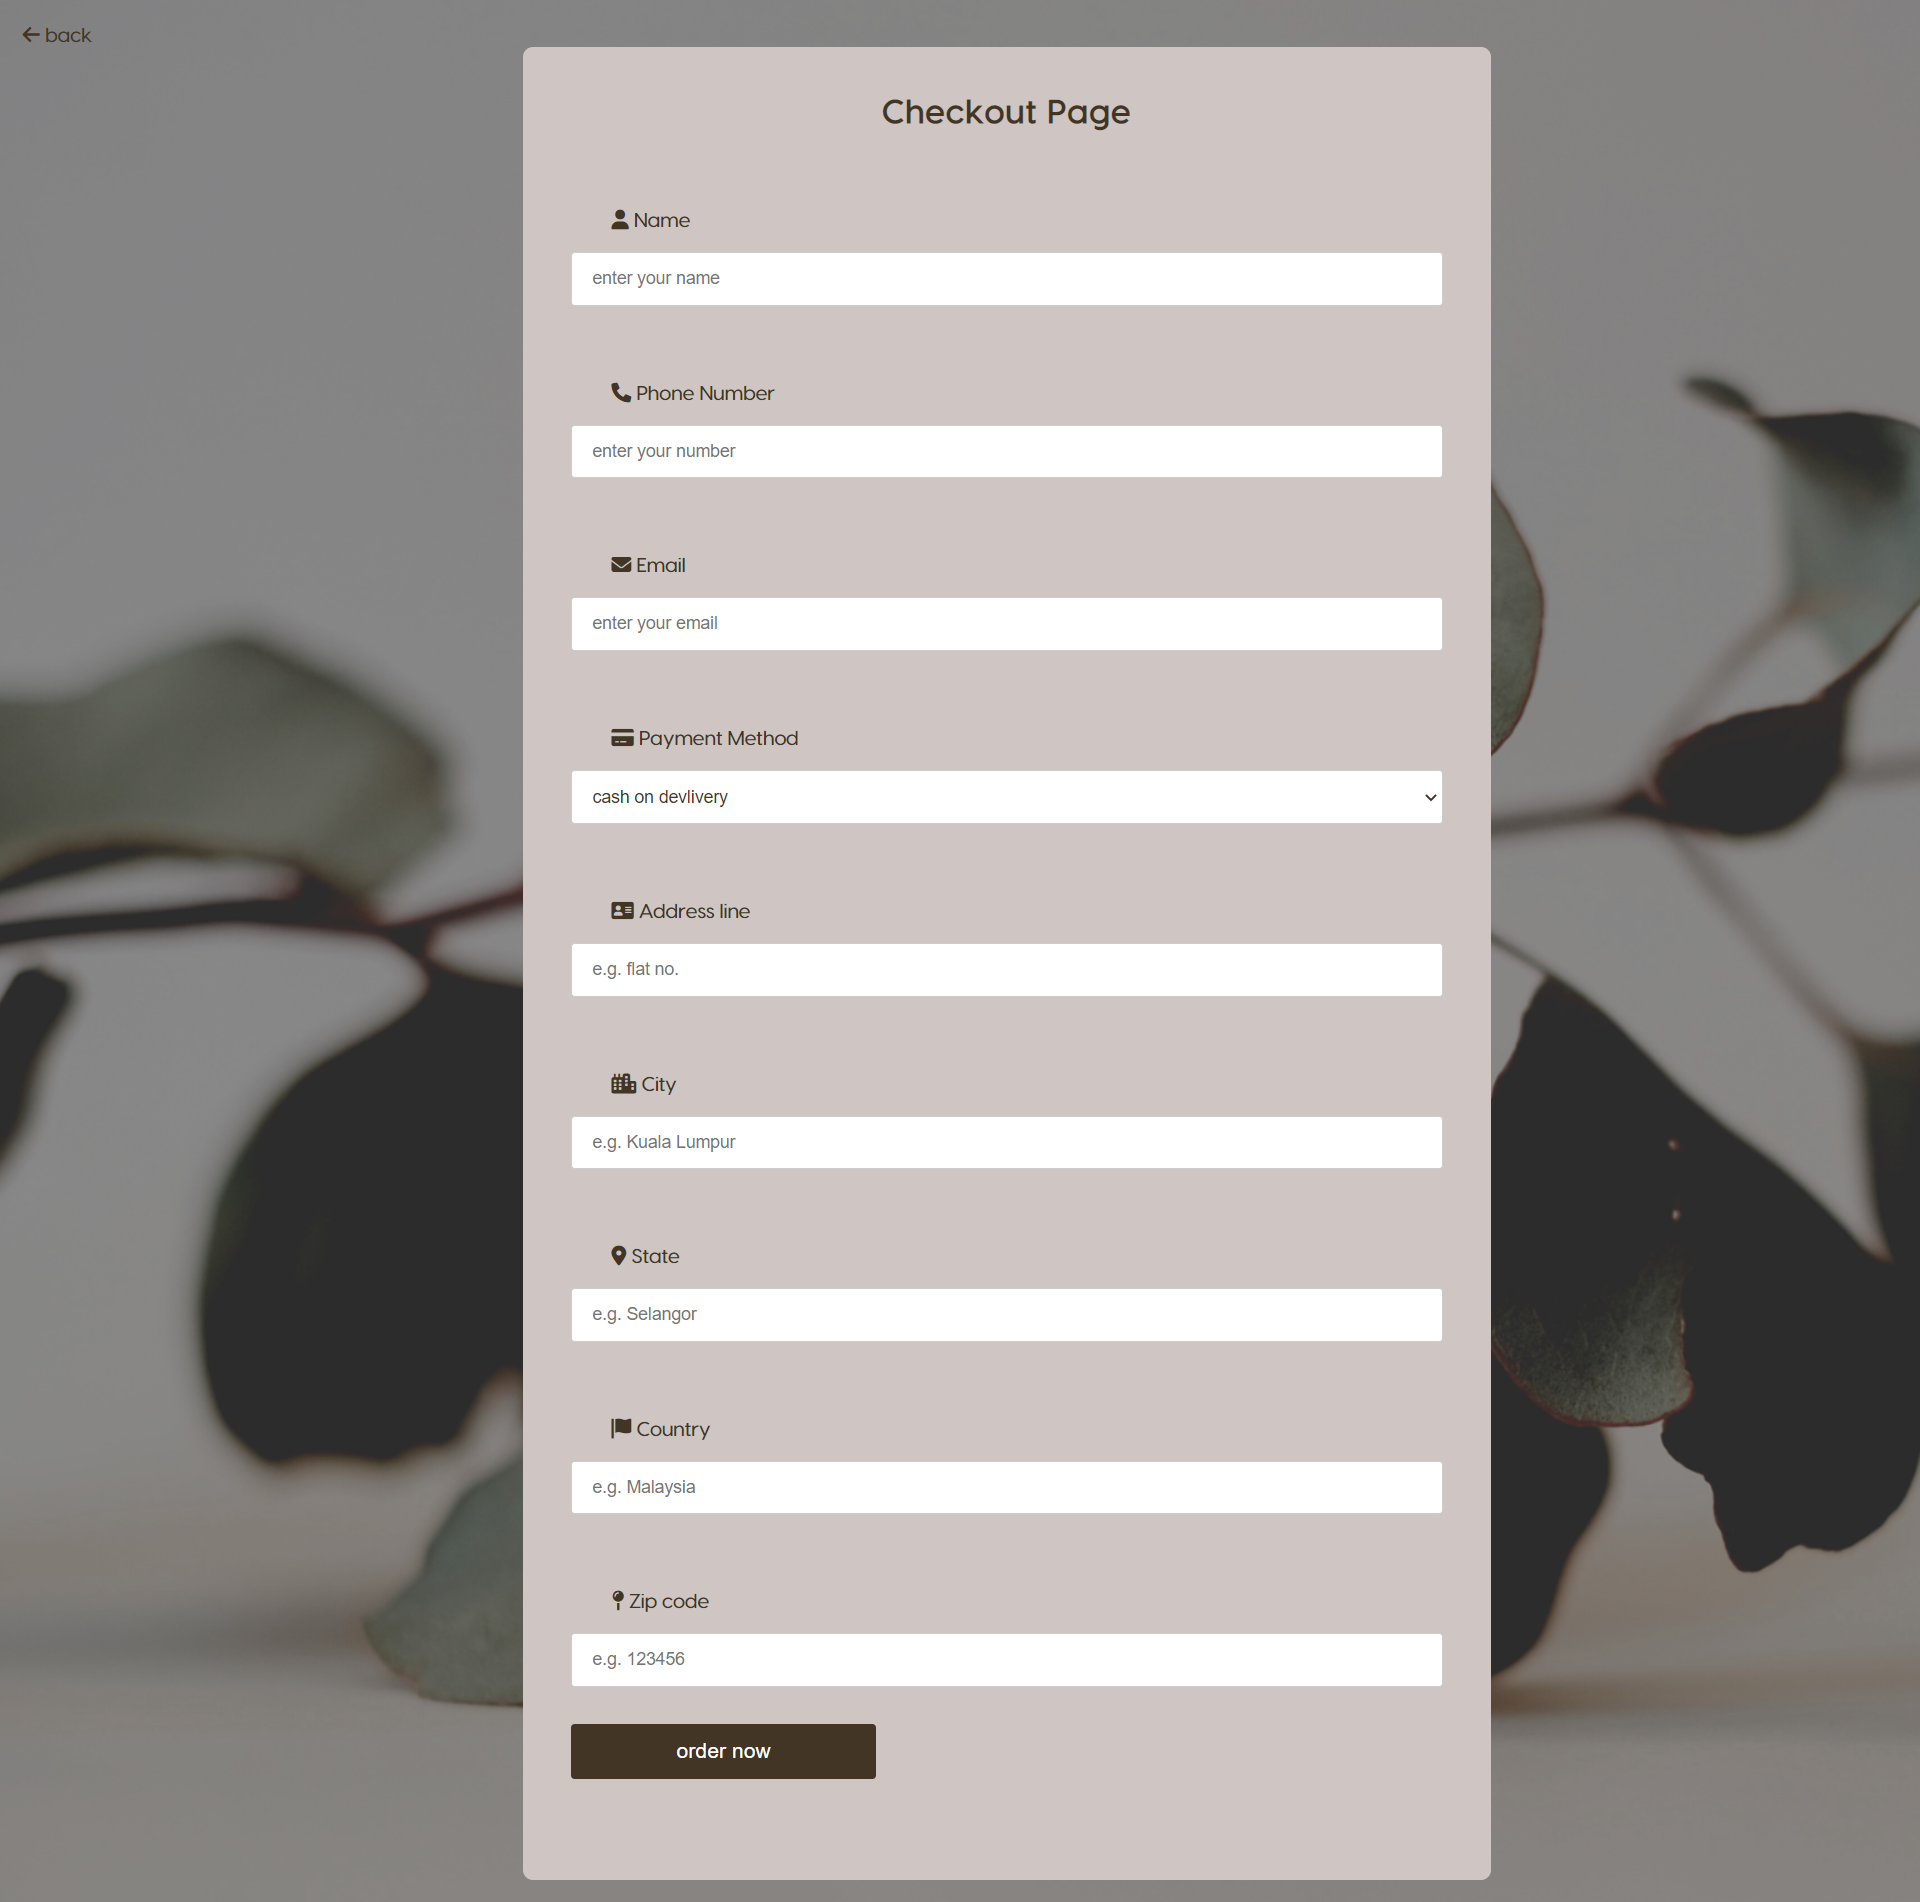 back
Checkout Page
Name
enter your name
Phone Number
enter your number
Email
enter your email
Payment Method
cash on devlivery
Address line
e.g. flat no.
City
e.g. Kuala Lumpur
State
e.g. Selangor
Country
e.g. Malaysia
Zip code
e.g. 123456
order now